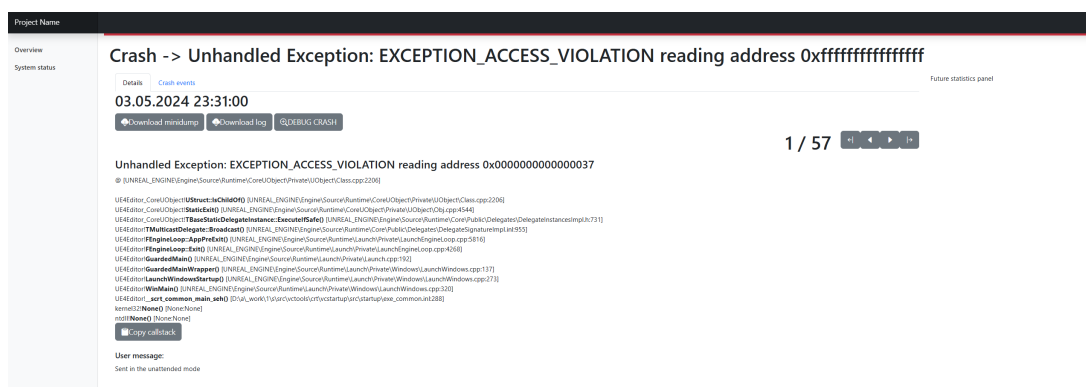 Project Name
Overview
System status
Crash -> Unhandled Exception: EXCEPTION_ACCESS_VIOLATION reading address 0xffffffffffffffff
Details
Crash events
Future statistics panel
03.05.2024 23:31:00
Download minidump
Download log
DEBUG CRASH
1 / 57
Unhandled Exception: EXCEPTION_ACCESS_VIOLATION reading address 0x0000000000000037
@ [UNREAL_ENGINE\Engine\Source\Runtime\CoreUObject\Private\UObject\Class.cpp:2206]
UE4Editor_CoreUObject!UStruct::IsChildOf() [UNREAL_ENGINE\Engine\Source\Runtime\CoreUObject\Private\UObject\Class.cpp:2206]
UE4Editor_CoreUObject!StaticExit() [UNREAL_ENGINE\Engine\Source\Runtime\CoreUObject\Private\UObject\Obj.cpp:4544]
UE4Editor_CoreUObject!TBaseStaticDelegateInstance::ExecuteIfSafe() [UNREAL_ENGINE\Engine\Source\Runtime\Core\Public\Delegates\DelegateInstancesImpl.h:731]
UE4Editor!TMulticastDelegate::Broadcast() [UNREAL_ENGINE\Engine\Source\Runtime\Core\Public\Delegates\DelegateSignatureImpl.inl:955]
UE4Editor!FEngineLoop::AppPreExit() [UNREAL_ENGINE\Engine\Source\Runtime\Launch\Private\LaunchEngineLoop.cpp:5816]
UE4Editor!FEngineLoop::Exit() [UNREAL_ENGINE\Engine\Source\Runtime\Launch\Private\LaunchEngineLoop.cpp:4268]
UE4Editor!GuardedMain() [UNREAL_ENGINE\Engine\Source\Runtime\Launch\Private\Launch.cpp:192]
UE4Editor!GuardedMainWrapper() [UNREAL_ENGINE\Engine\Source\Runtime\Launch\Private\Windows\LaunchWindows.cpp:137]
UE4Editor!LaunchWindowsStartup() [UNREAL_ENGINE\Engine\Source\Runtime\Launch\Private\Windows\LaunchWindows.cpp:273]
UE4Editor!WinMain() [UNREAL_ENGINE\Engine\Source\Runtime\Launch\Private\Windows\LaunchWindows.cpp:320]
UE4Editor!__scrt_common_main_seh() [D:\a\_work\1\s\src\vctools\crt\vcstartup\src\startup\exe_common.inl:288]
kernel32!None() [None:None]
ntdll!None() [None:None]
Copy callstack
User message:
Sent in the unattended mode